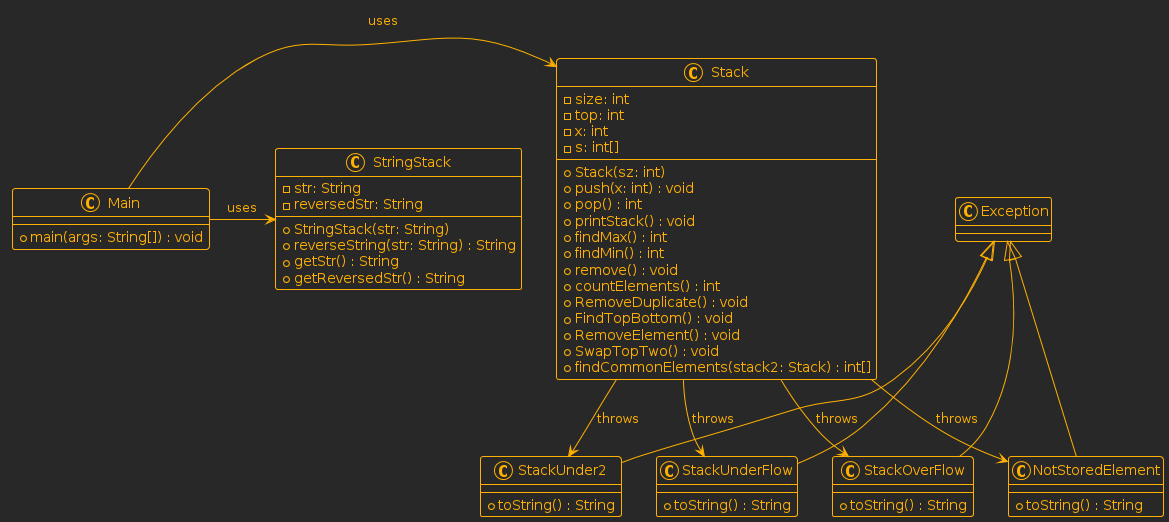 uses
C Stack
size: int
top: int
x: int
s: int[]
Stack(sz: int)
push(x: int) : void
pop() : int
printStack() : void
findMax() : int
findMin() : int
remove() : void
countElements() : int
RemoveDuplicate() : void
FindTopBottom() : void
RemoveElement() : void
SwapTopTwo() : void
findCommonElements(stack2: Stack) : int[]
C StringStack
str: String
reversedStr: String
StringStack(str: String)
reverseString(str: String) : String
getStr() : String
getReversedStr() : String
C Main
main(args: String[]) : void
uses
C Exception
throws
throws
throws
throws
C StackUnder2
toString() : String
C StackUnderFlow
toString() : String
C StackOverFlow
toString() : String
C NotStoredElement
toString() : String